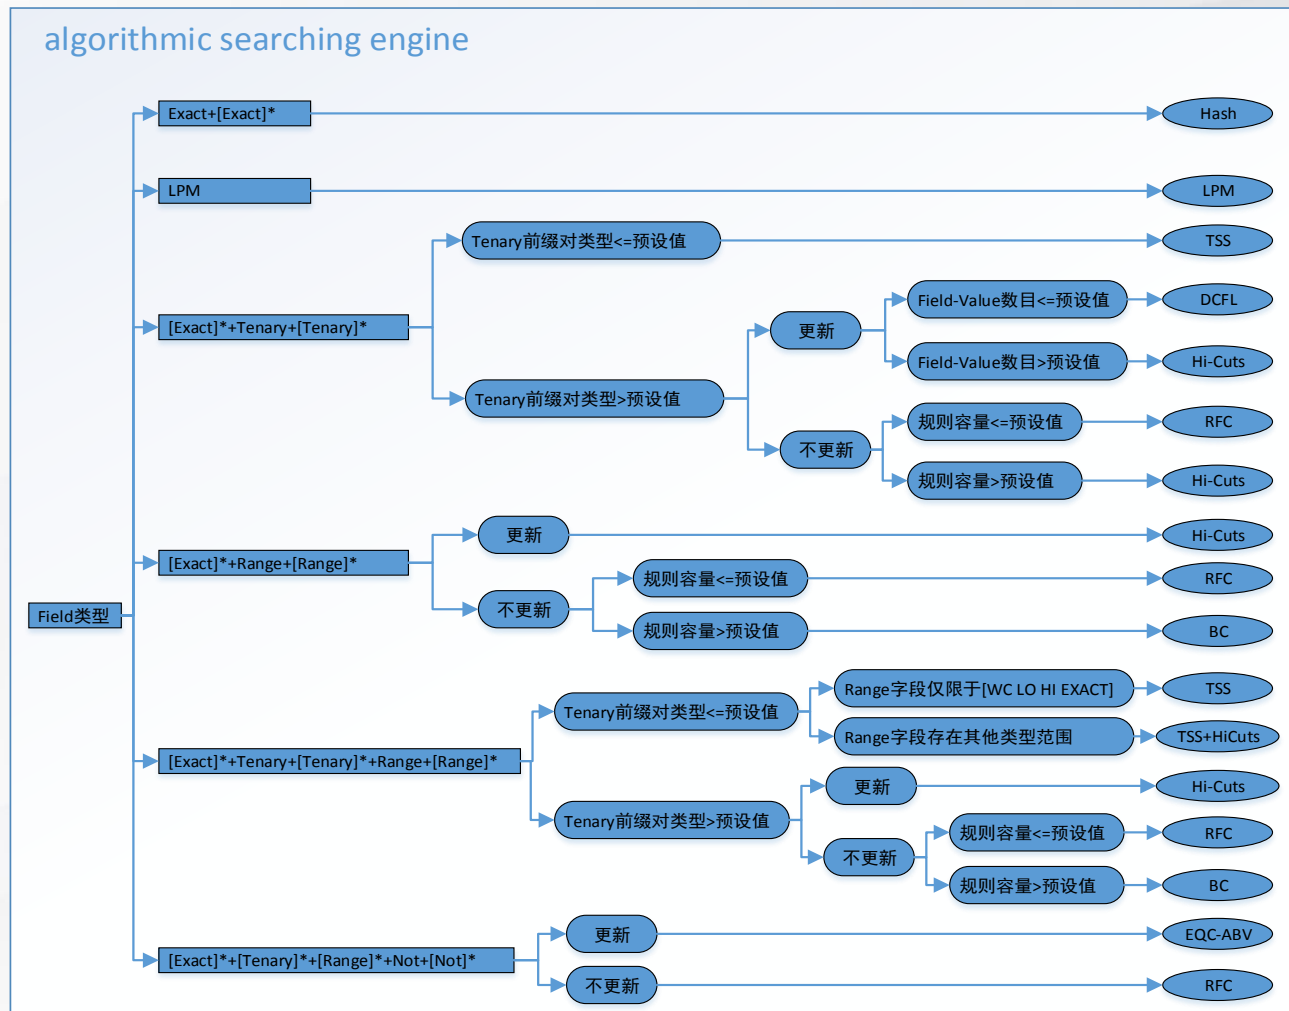 algorithmic searching engine
Exact+[Exact]*
Hash
LPM
LPM
Tenary前缀对类型<=预设值
TSS
Field-Value数目<=预设值
DCFL
[Exact]*+Tenary+[Tenary]*
更新
Field-Value数目>预设值
Hi-Cuts
Tenary前缀对类型>预设值
规则容量<=预设值
RFC
不更新
规则容量>预设值
Hi-Cuts
更新
Hi-Cuts
[Exact]*+Range+[Range]*
规则容量<=预设值
RFC
不更新
Field类型
规则容量>预设值
BC
Range字段仅限于[WC LO HI EXACT]
TSS
Tenary前缀对类型<=预设值
Range字段存在其他类型范围
TSS+HiCuts
[Exact]*+Tenary+[Tenary]*+Range+[Range]*
更新
Hi-Cuts
Tenary前缀对类型>预设值
规则容量<=预设值
RFC
不更新
规则容量>预设值
BC
更新
EQC-ABV
[Exact]*+[Tenary]*+[Range]*+Not+[Not]*
不更新
RFC